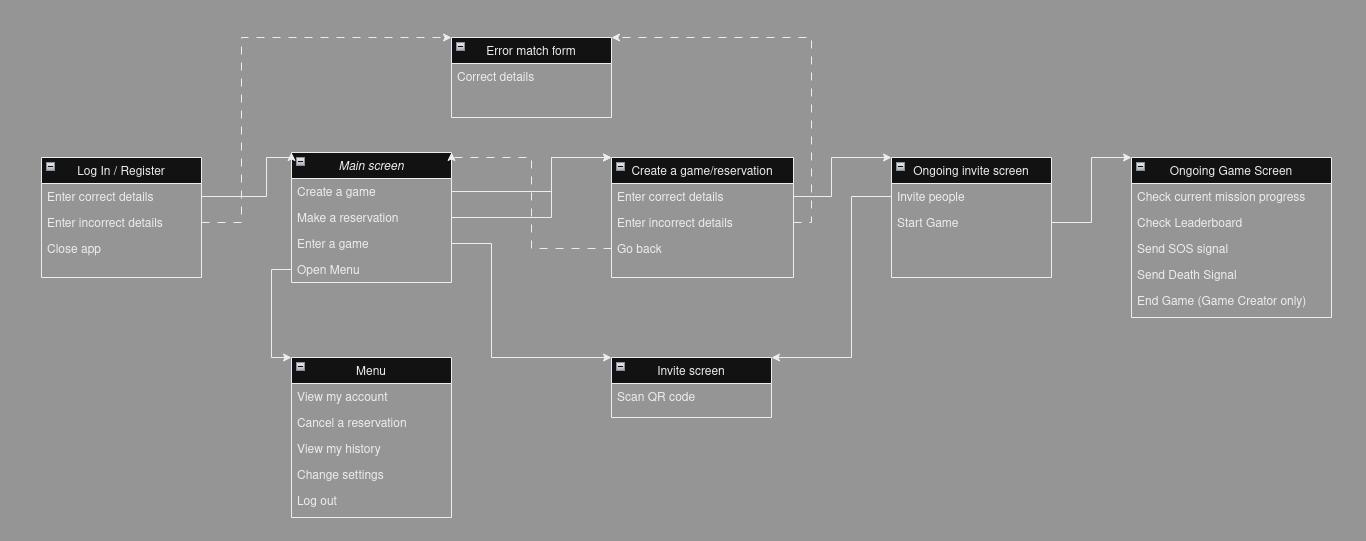 Error match form
Correct details
Log In / Register
Enter correct details
Enter incorrect details
Close app
Main screen
Create a game
Make a reservation
Enter a game
Open Menu
Create a game/reservation
Enter correct details
Enter incorrect details
Go back
Ongoing invite screen
Invite people
Start Game
Ongoing Game Screen
Check current mission progress
Check Leaderboard
Send SOS signal
Send Death Signal
End Game (Game Creator only)
Menu
View my account
Cancel a reservation
View my history
Change settings
Log out
Invite screen
Scan QR code